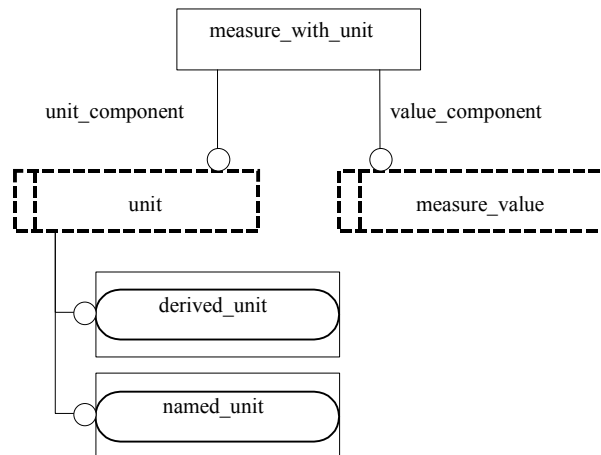 measure_with_unit
unit_component
value_component
unit
measure_value
derived_unit
named_unit